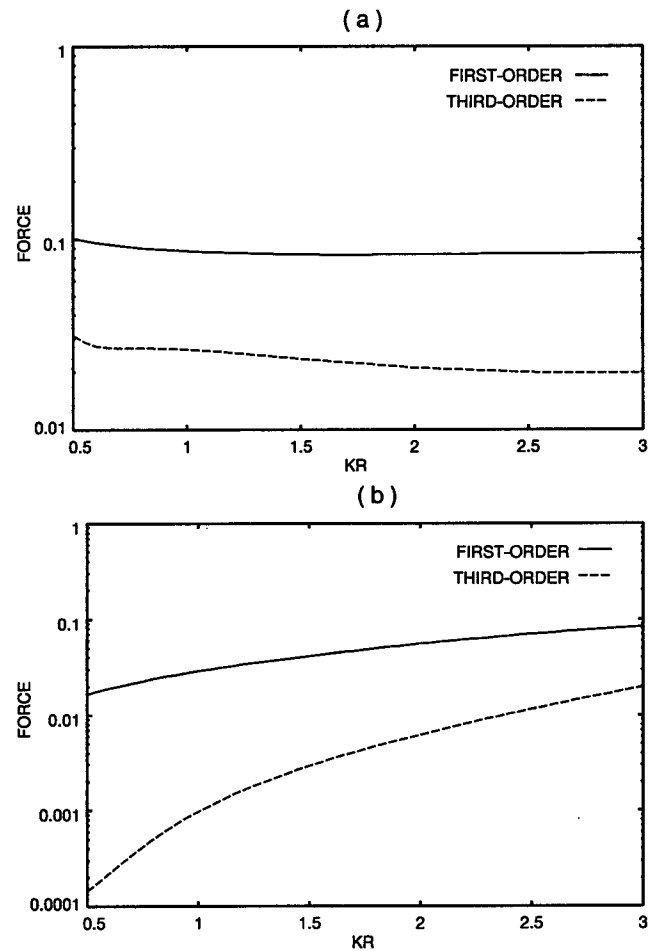 (a)
1
FIRST-ORDER
THIRD-ORDER
FORCE
0.1
0.01
0.5
1
1.5
2
2.5
3
KR
(b)
1
FIRST-ORDER
THIRD-ORDER
0.1
FORCE
0.01
0.001
0.0001
0.5
1
1.5
2
2.5
3
KR